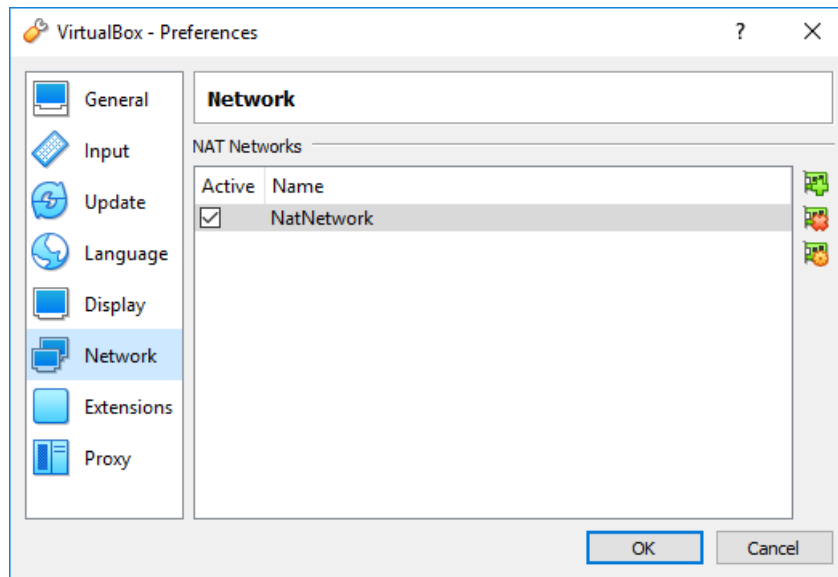 VirtualBox - Preferences
?
General
Input
Update
Language
Display
Network
Extensions
Proxy
Network
NAT Networks
Active Name
NatNetwork
OK Cancel